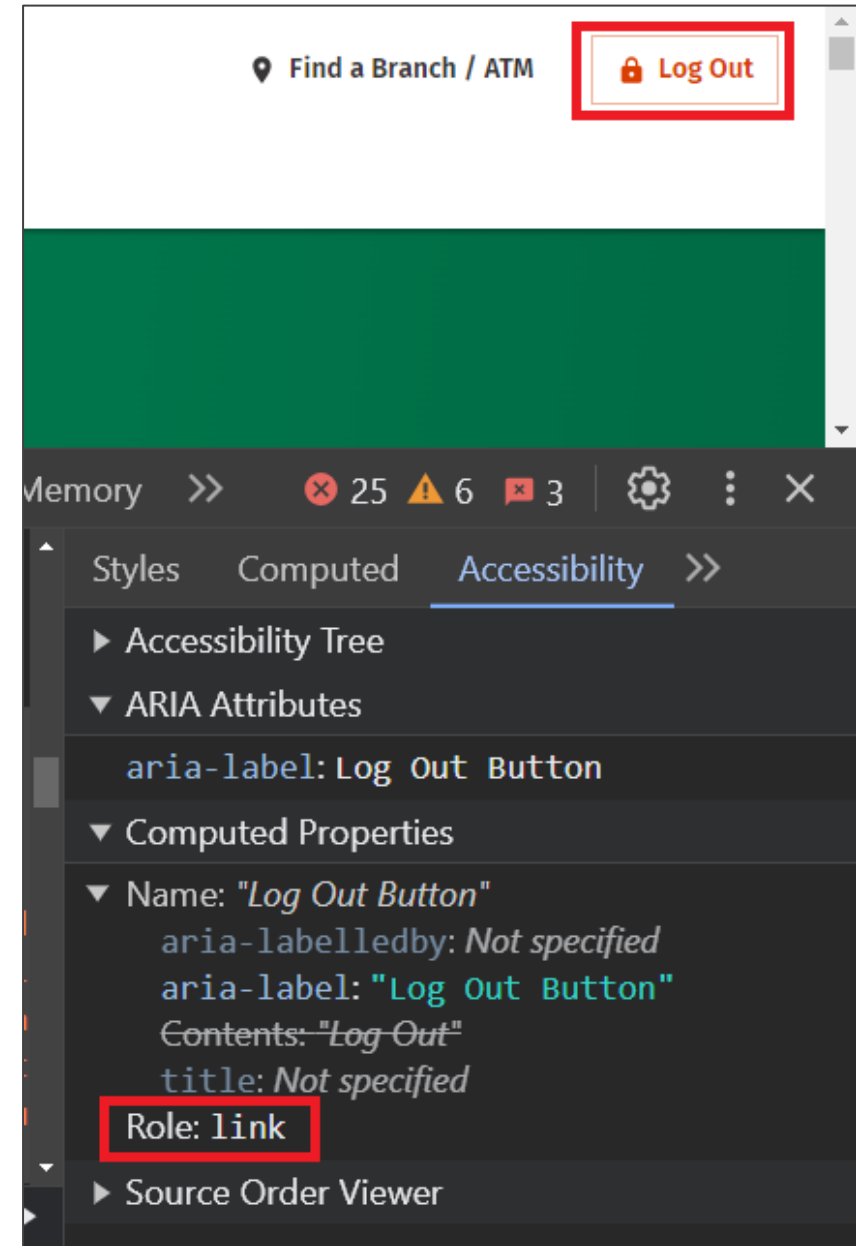 Find a Branch / ATM
Log Out
Memory
25
6
3
Styles
Computed
Accessibility
Accessibility Tree
ARIA Attributes
aria-label: Log Out Button
Computed Properties
Name: "Log Out Button"
aria-labelledby: Not specified
aria-label: "Log Out Button"
Contents: "Log Out"
title: Not specified
Role: link
Source Order Viewer